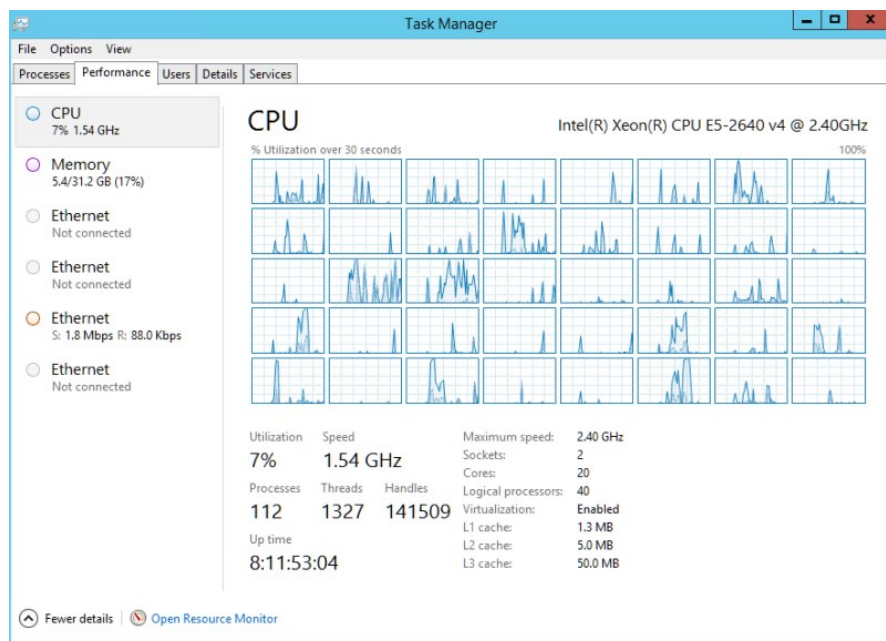 Task Manager
File Options View
Processes Performance Users Details Services
CPU
7% 1.54 GHz
Memory
5.4/31.2 GB (17%)
Ethernet
Not connected
Ethernet
Not connected
Ethernet
S: 1.8 Mbps R: 88.0 Kbps
Ethernet
Not connected
CPU
Intel(R) Xeon(R) CPU E5-2640 v4 @ 2.40GHz
% Utilization over 30 seconds
100%
Utilization Speed
7% 1.54 GHz
Processes Threads Handles
112 1327 141509
Up time
8:11:53:04
Maximum speed: 2.40 GHz
Sockets: 2
Cores: 20
Logical processors: 40
Virtualization: Enabled
L1 cache: 1.3 MB
L2 cache: 5.0 MB
L3 cache: 50.0 MB
Fewer details Open Resource Monitor